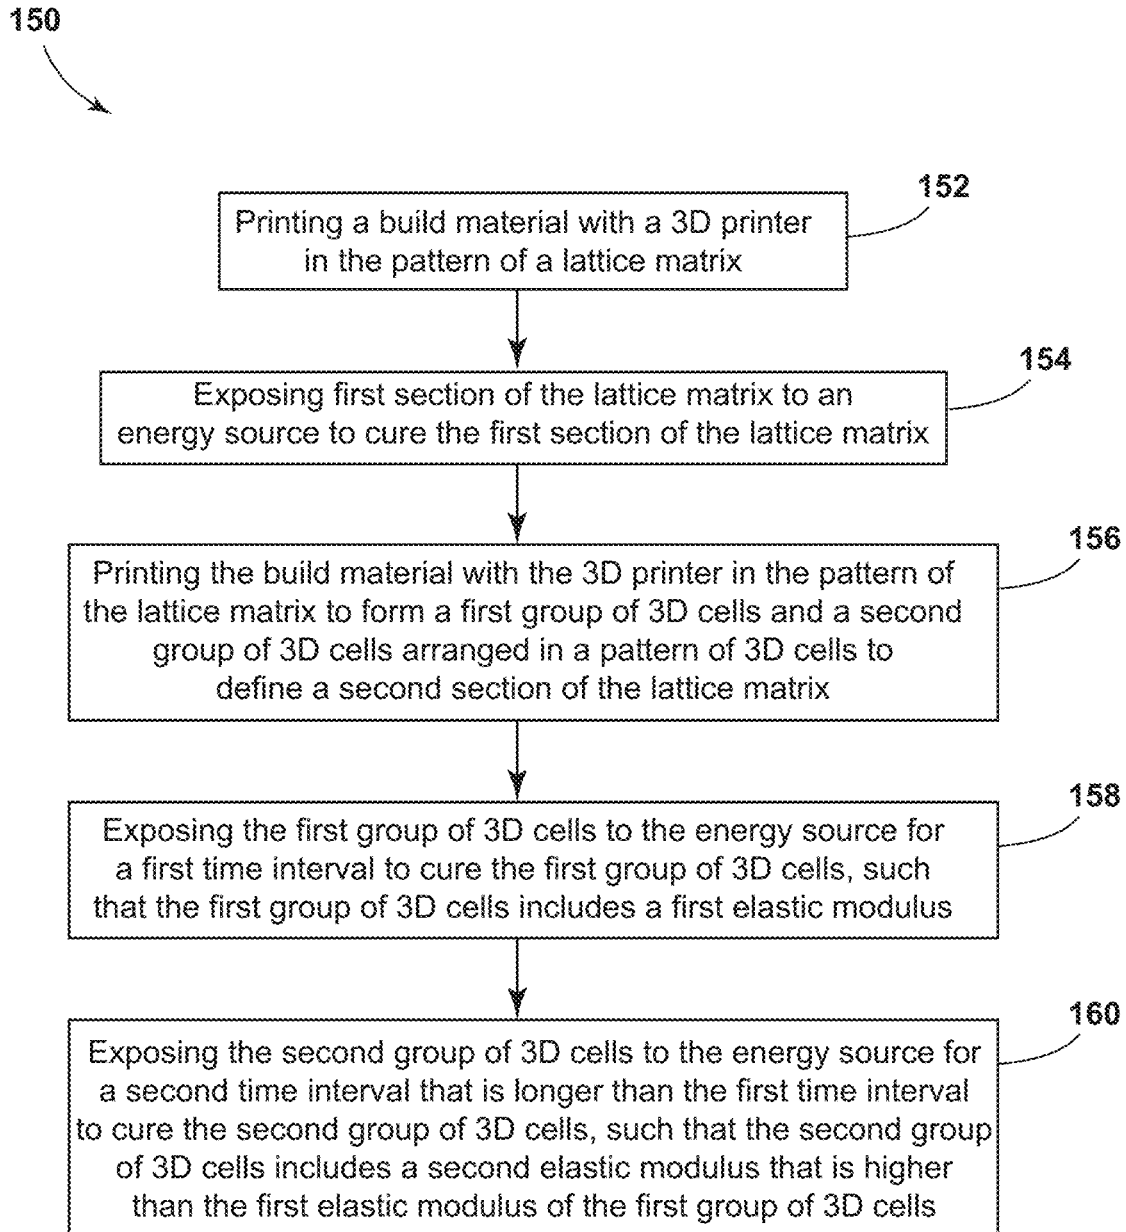 150
152
Printing a build material with a 3D printer
in the pattern of a lattice matrix
154
Exposing first section of the lattice matrix to an
energy source to cure the first section of the lattice matrix
156
Printing the build material with the 3D printer in the pattern of
the lattice matrix to form a first group of 3D cells and a second
group of 3D cells arranged in a pattern of 3D cells to
define a second section of the lattice matrix
158
Exposing the first group of 3D cells to the energy source for
a first time interval to cure the first group of 3D cells, such
that the first group of 3D cells includes a first elastic modulus
160
Exposing the second group of 3D cells to the energy source for
a second time interval that is longer than the first time interval
to cure the second group of 3D cells, such that the second group
of 3D cells includes a second elastic modulus that is higher
than the first elastic modulus of the first group of 3D cells